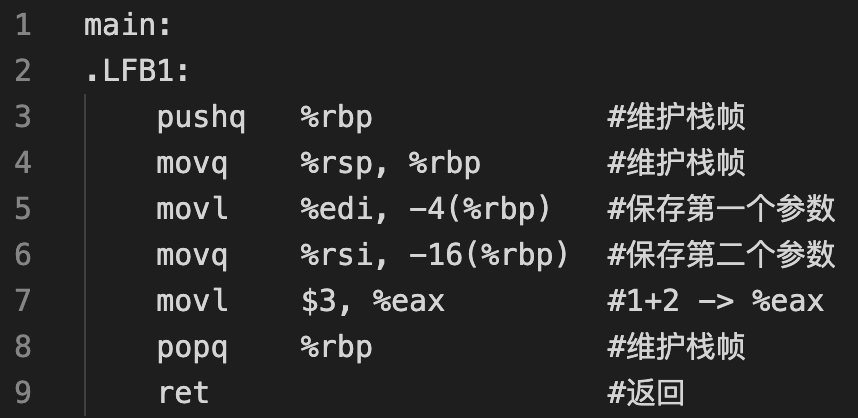 1 main:
2 .LFB1:
3 pushq %rbp #维护栈帧
4 movq %rsp, %rbp #维护栈帧
5 movl %edi, -4(%rbp) #保存第一个参数
6 movq %rsi, -16(%rbp) #保存第二个参数
7 movl $3, %eax #1+2 -> %eax
8 popq %rbp #维护栈帧
9 ret #返回